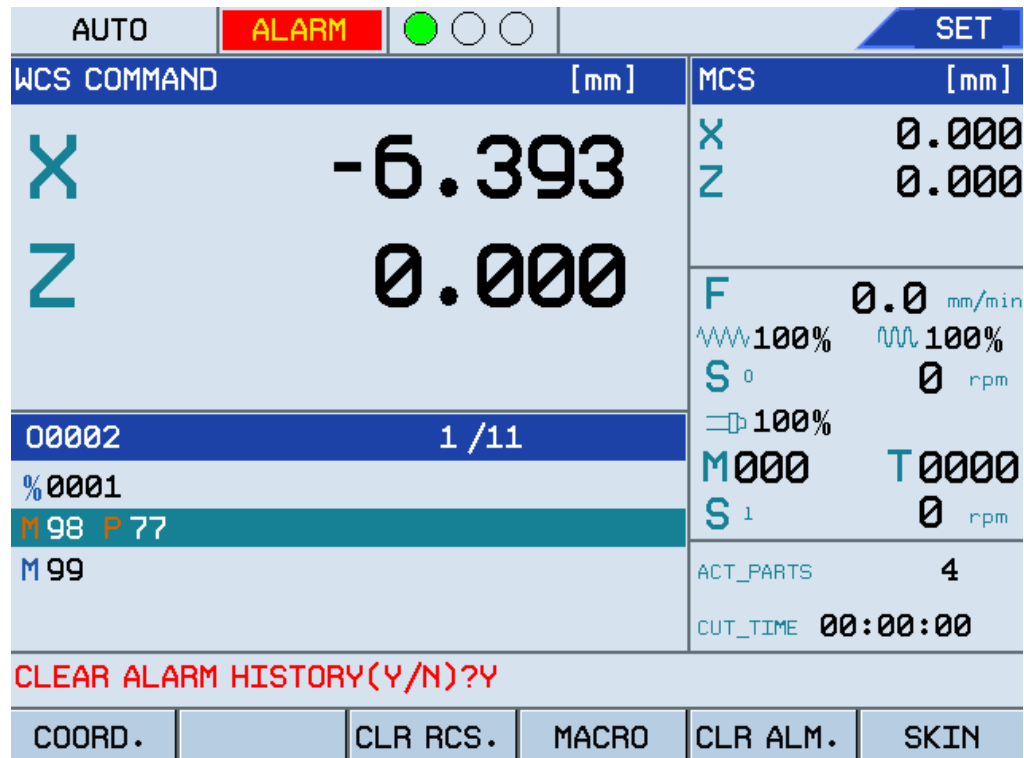 AUTO ALARM SET
WCS COMMAND [mm]
X -6.393
Z 0.000
MCS [mm]
X 0.000
Z 0.000
F 0.0 mm/min
100% 100%
S 0 0 rpm
100%
M000 T0000
S 1 0 rpm
ACT_PARTS 4
CUT_TIME 00:00:00
O0002 1/11
%0001
M98 P77
M99
CLEAR ALARM HISTORY(Y/N)?Y
COORD. CLR RCS. MACRO CLR ALM. SKIN